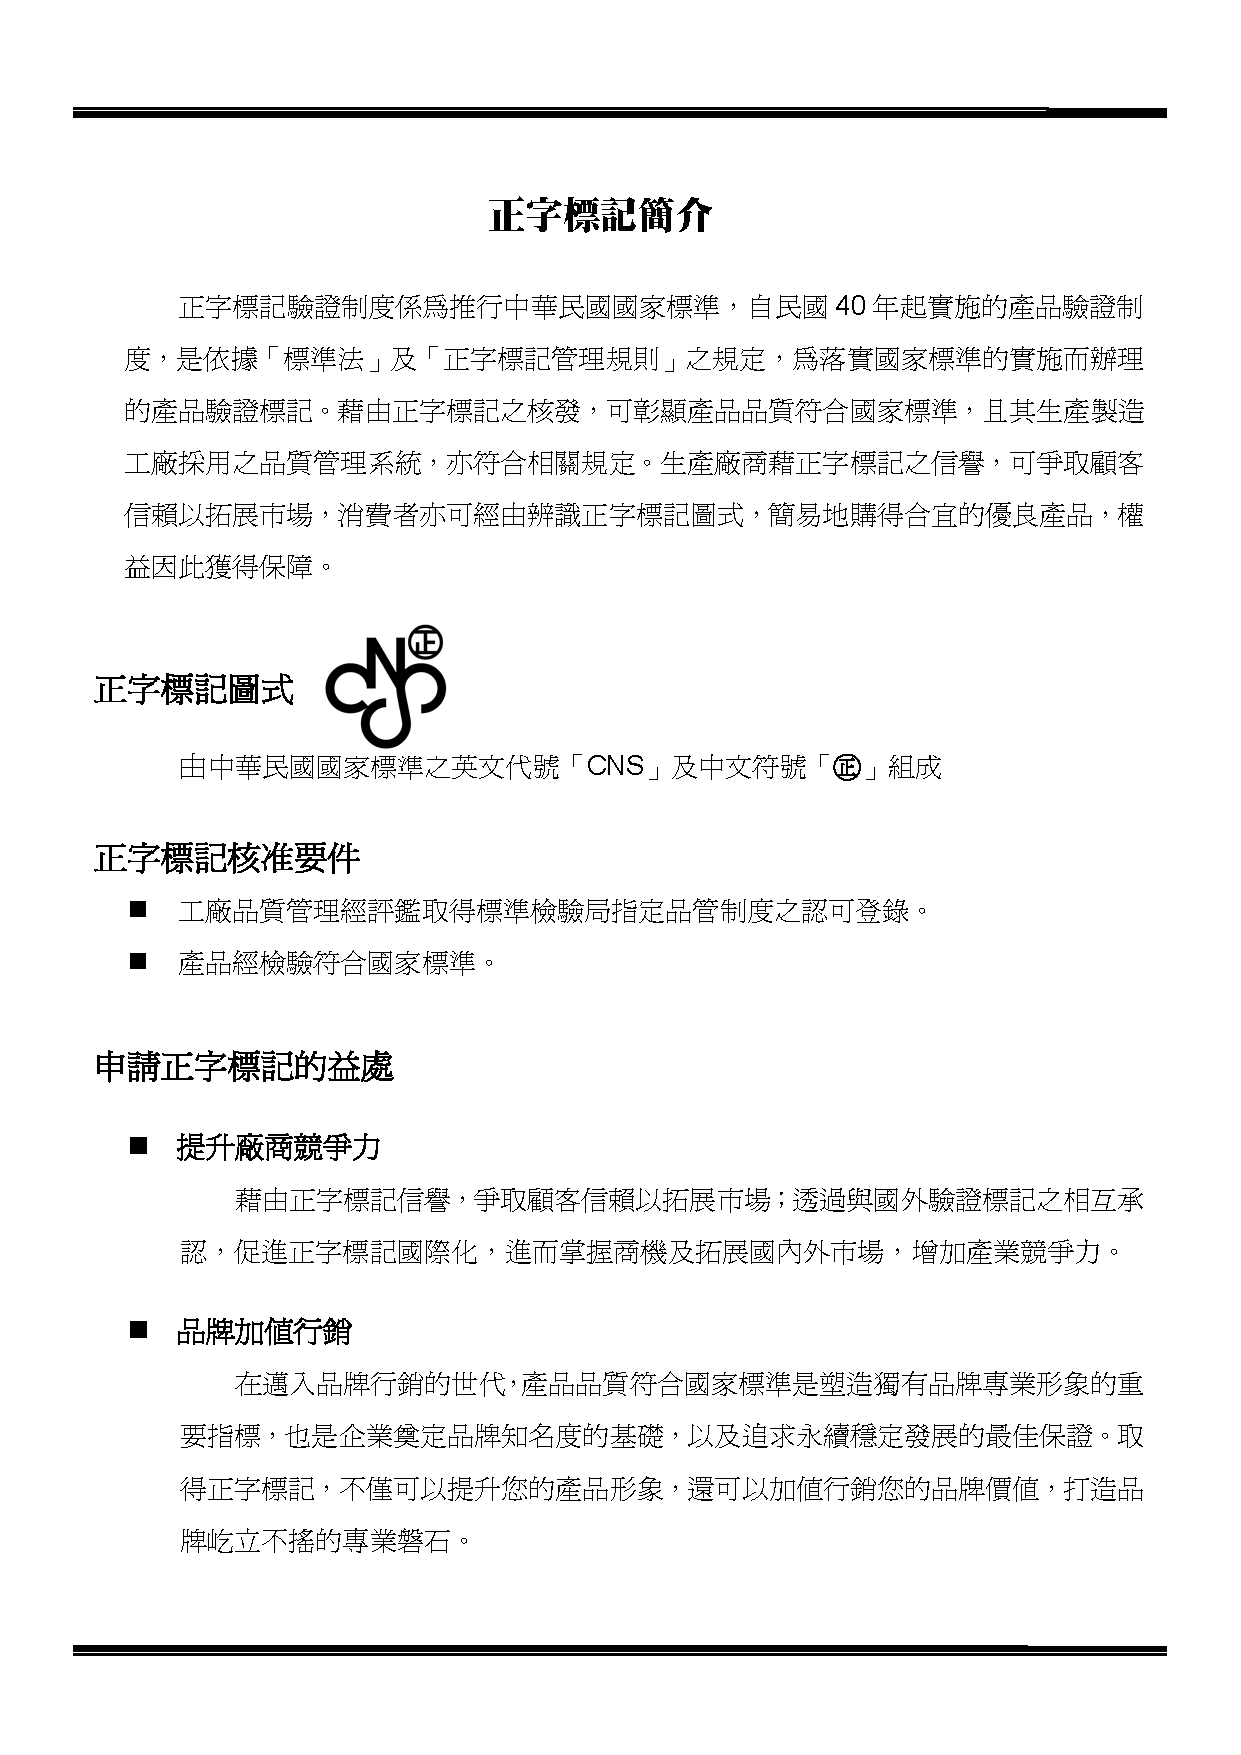 正字標記簡介
正字標記驗證制度係為推行中華民國國家標準，自民國 40 年起實施的產品驗證制
度，是依據「標準法」及「正字標記管理規則」之規定，為落實國家標準的實施而辦理
的產品驗證標記。藉由正字標記之核發，可彰顯產品品質符合國家標準，且其生產製造
工廠採用之品質管理系統，亦符合相關規定。生產廠商藉正字標記之信譽，可爭取顧客
信賴以拓展市場，消費者亦可經由辨識正字標記圖式，簡易地購得合宜的優良產品，權
益因此獲得保障。
正
CNS
正字標記圖式
由中華民國國家標準之英文代號「CNS」及中文符號「㊣」組成
正字標記核准要件
■ 工廠品質管理經評鑑取得標準檢驗局指定品管制度之認可登錄。
■ 產品經檢驗符合國家標準。
申請正字標記的益處
■ 提升廠商競爭力
藉由正字標記信譽，爭取顧客信賴以拓展市場；透過與國外驗證標記之相互承
認，促進正字標記國際化，進而掌握商機及拓展國內外市場，增加產業競爭力。
■ 品牌加值行銷
在邁入品牌行銷的世代，產品品質符合國家標準是塑造獨有品牌專業形象的重
要指標，也是企業奠定品牌知名度的基礎，以及追求永續穩定發展的最佳保證。取
得正字標記，不僅可以提升您的產品形象，還可以加值行銷您的品牌價值，打造品
牌屹立不搖的專業磐石。